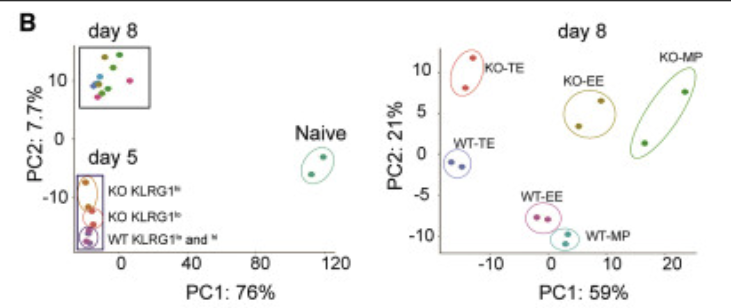 B
day 8
10
0
-10
PC2: 7.7%
day 5
KO KLRG1hi
KO KLRG1lo
WT KLRG1lo and hi
Naive
0
40
80
120
PC1: 76%
day 8
10
5
0
-5
-10
PC2: 21%
KO-TE
KO-EE
KO-MP
WT-TE
WT-EE
WT-MP
-10
0
10
20
PC1: 59%